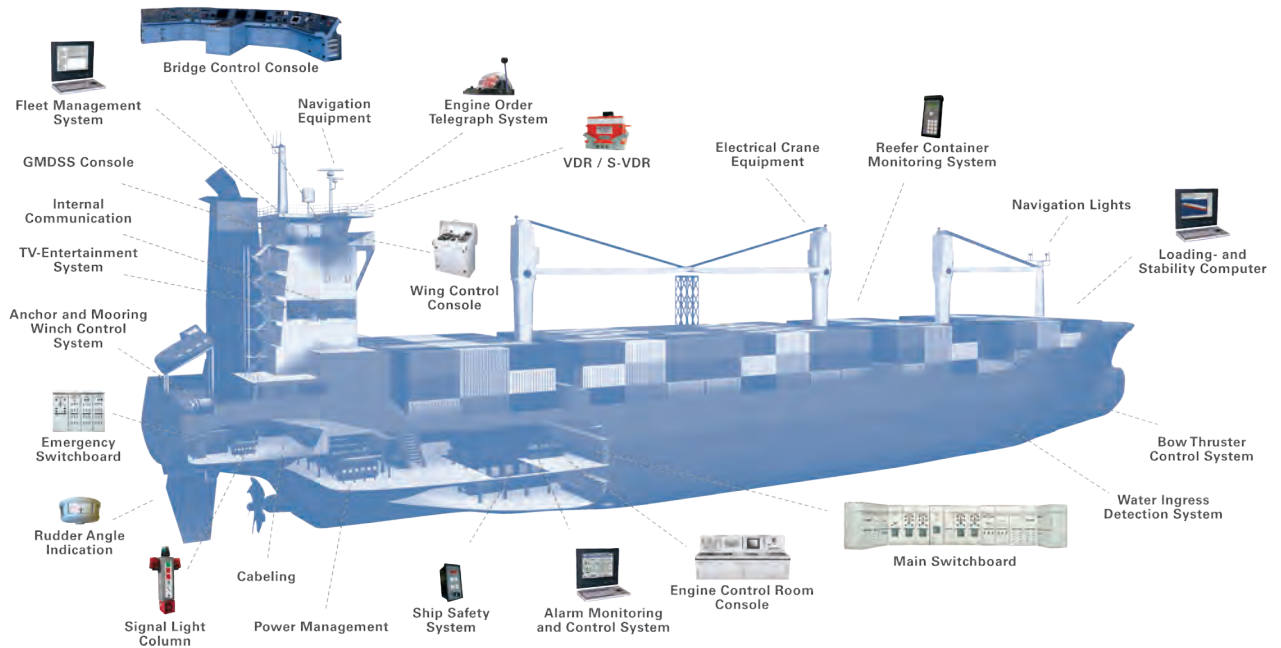 Bridge Control Console
Fleet Management
System
Navigation
Equipment
Engine Order
Telegraph System
VDR / S-VDR
Electrical Crane
Equipment
Reefer Container
Monitoring System
GMDSS Console
Internal
Communication
TV-Entertainment
System
Navigation Lights
Loading- and
Stability Computer
Wing Control
Console
Anchor and Mooring
Winch Control
System
Emergency
Switchboard
Bow Thruster
Control System
Water Ingress
Detection System
Rudder Angle
Indication
Main Switchboard
Cabeling
Engine Control Room
Console
Signal Light
Column
Power Management
Ship Safety
System
Alarm Monitoring
and Control System